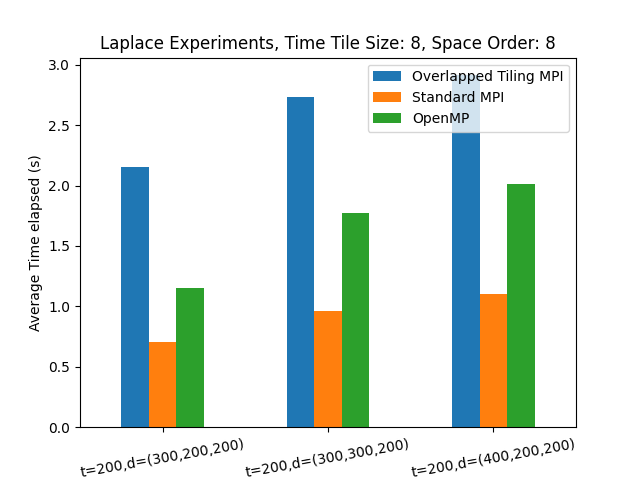 Laplace Experiments, Time Tile Size: 8, Space Order: 8
Overlapped Tiling MPI
Standard MPI
OpenMP
Average Time elapsed (s)
3.0
2.5
2.0
1.5
1.0
0.5
0.0
t=200,d=(300,200,200)
t=200,d=(300,300,200)
t=200,d=(400,200,200)